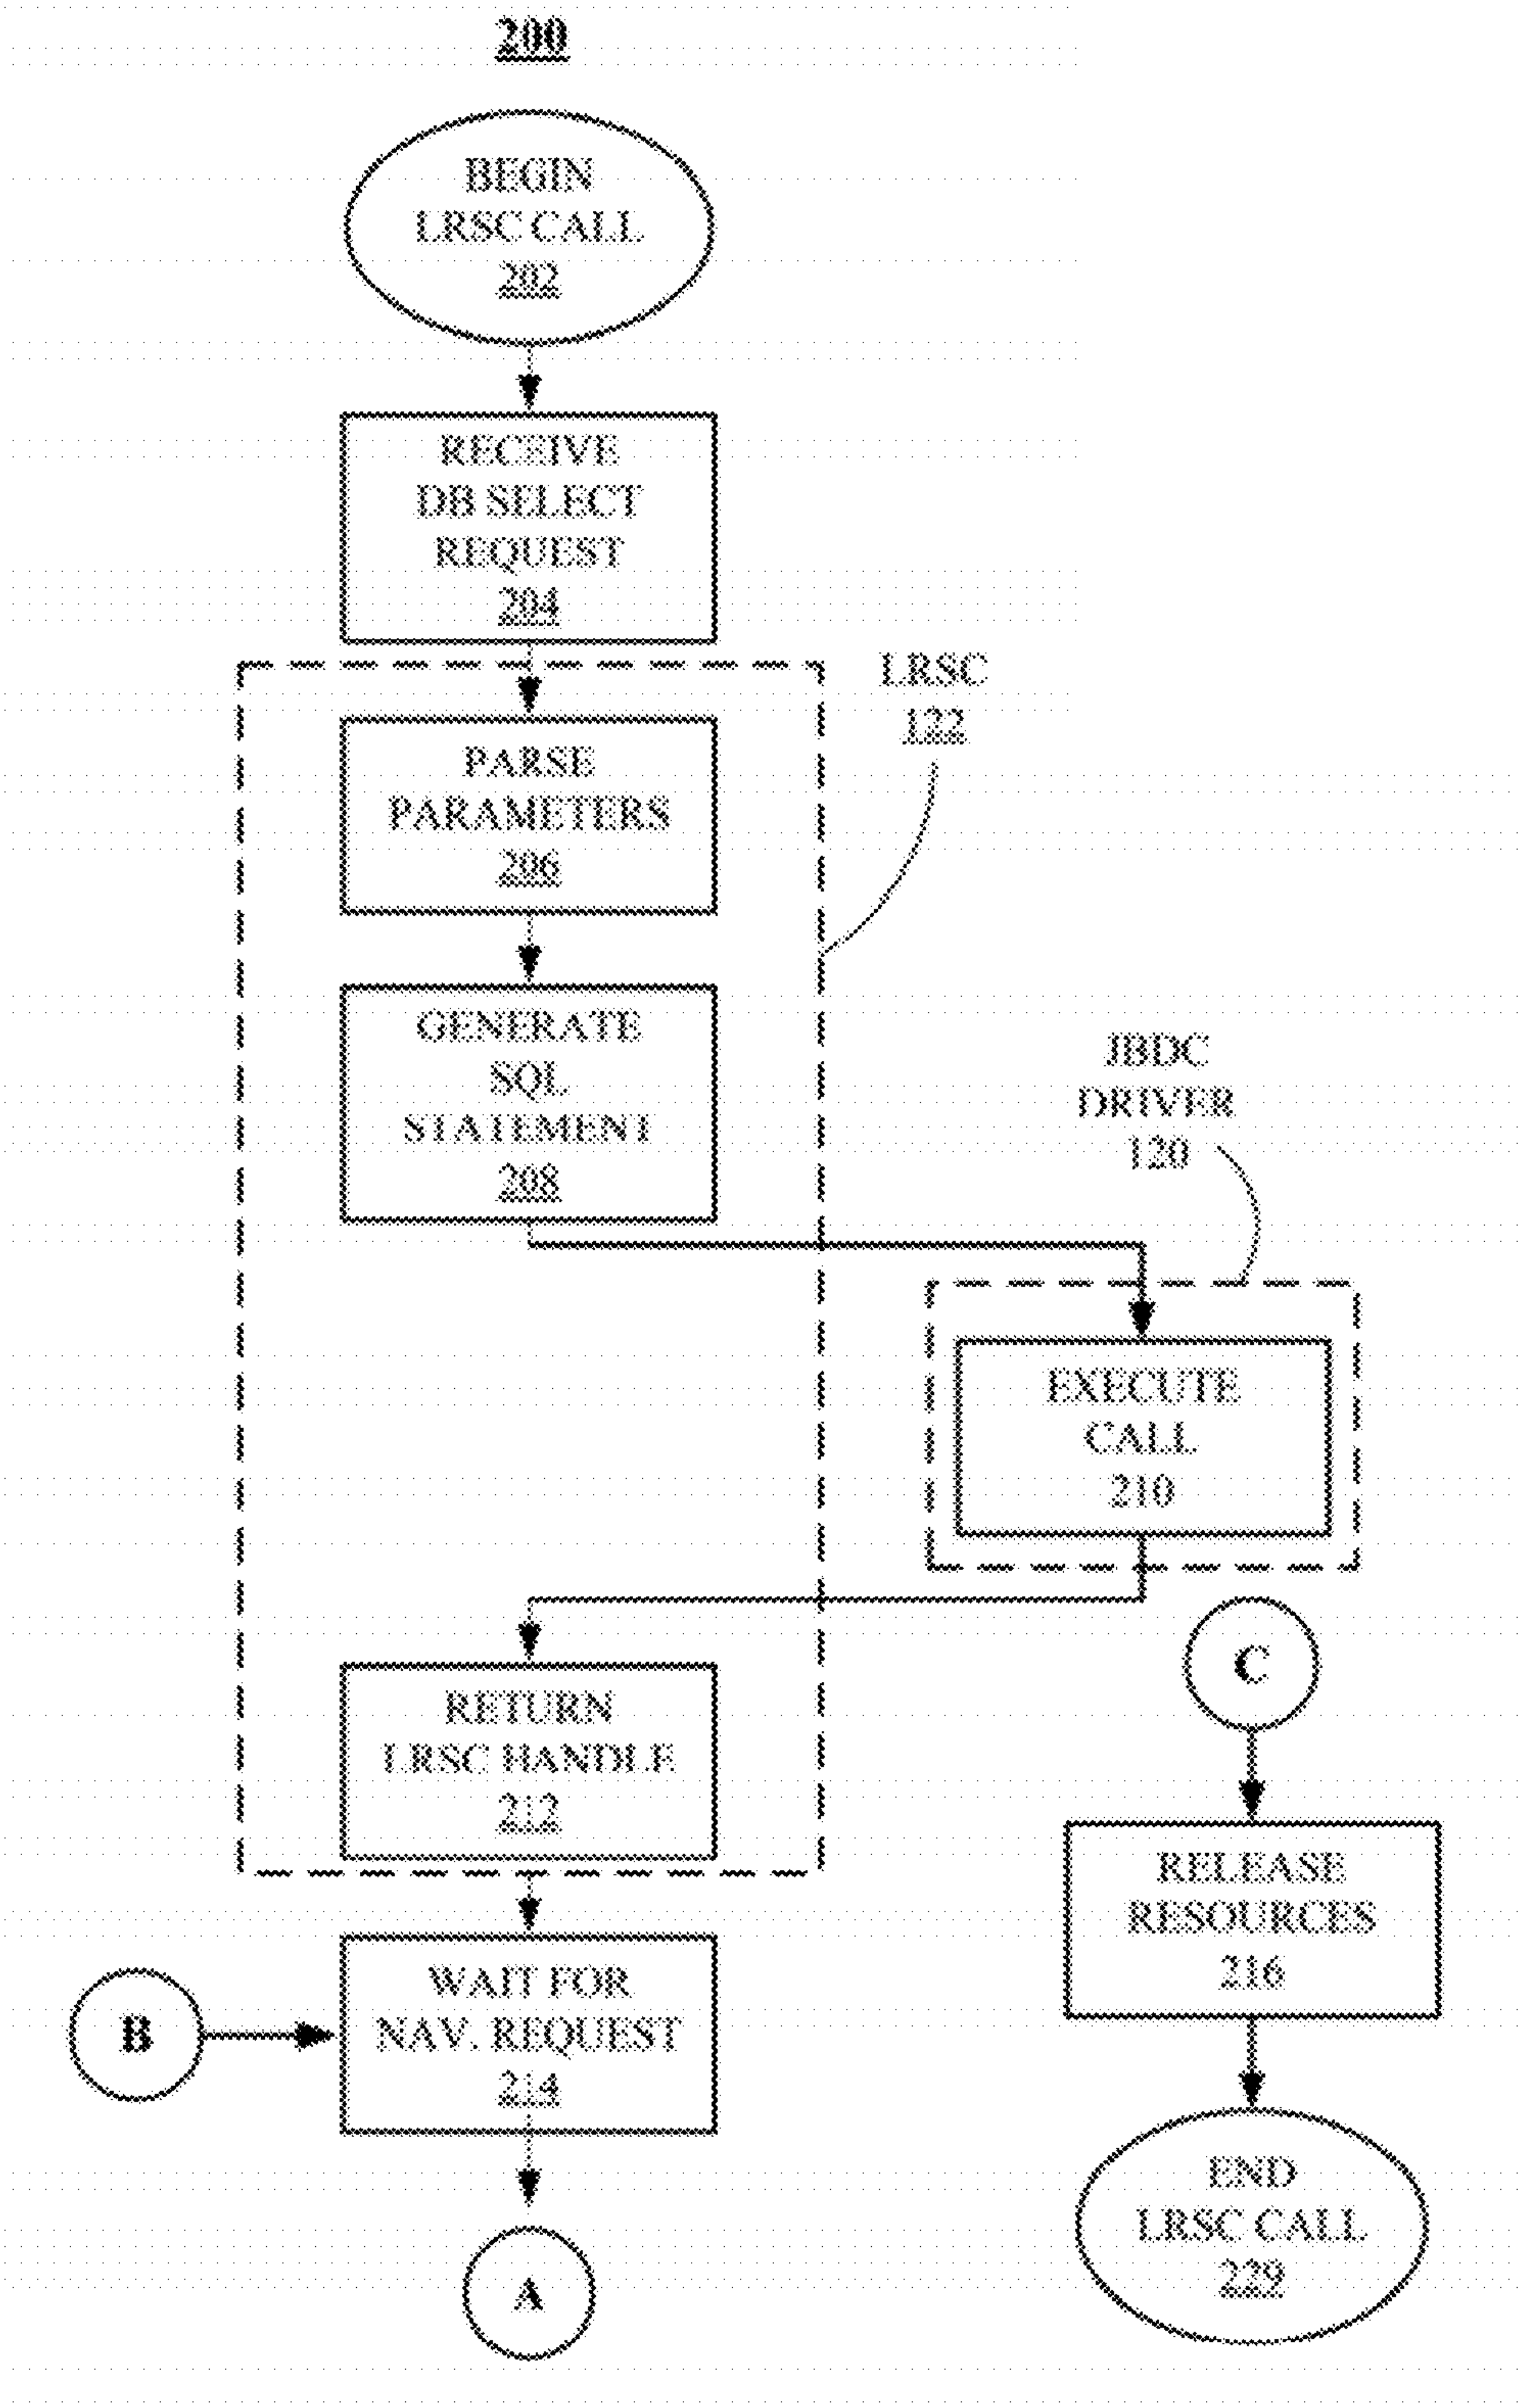 200
BEGIN
LRSC CALL
202
RECEIVE
DB SELECT
REQUEST
204
LRSC
122
PARSE
PARAMETERS
206
GENERATE
SQL
STATEMENT
208
JBDC
DRIVER
120
EXECUTE
CALL
210
RETURN
LRSC HANDLE
212
C
RELEASE
RESOURCES
216
B
WAIT FOR
NAV. REQUEST
214
END
LRSC CALL
229
A